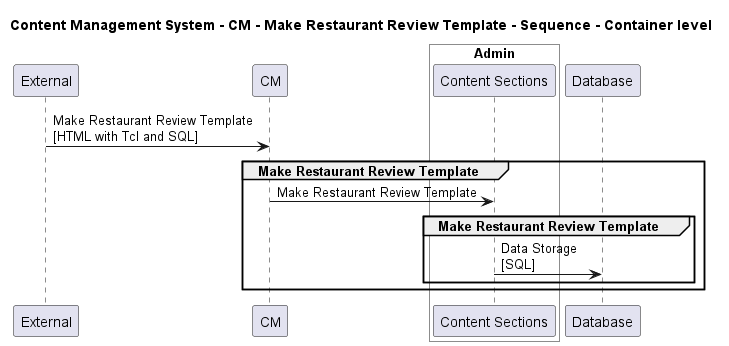 Content Management System - CM - Make Restaurant Review Template - Sequence - Container level
Admin
External
CM
Content Sections
Database
Make Restaurant Review Template
[HTML with Tcl and SQL]
Make Restaurant Review Template
Make Restaurant Review Template
Make Restaurant Review Template
Data Storage
[SQL]
External
CM
Content Sections
Database